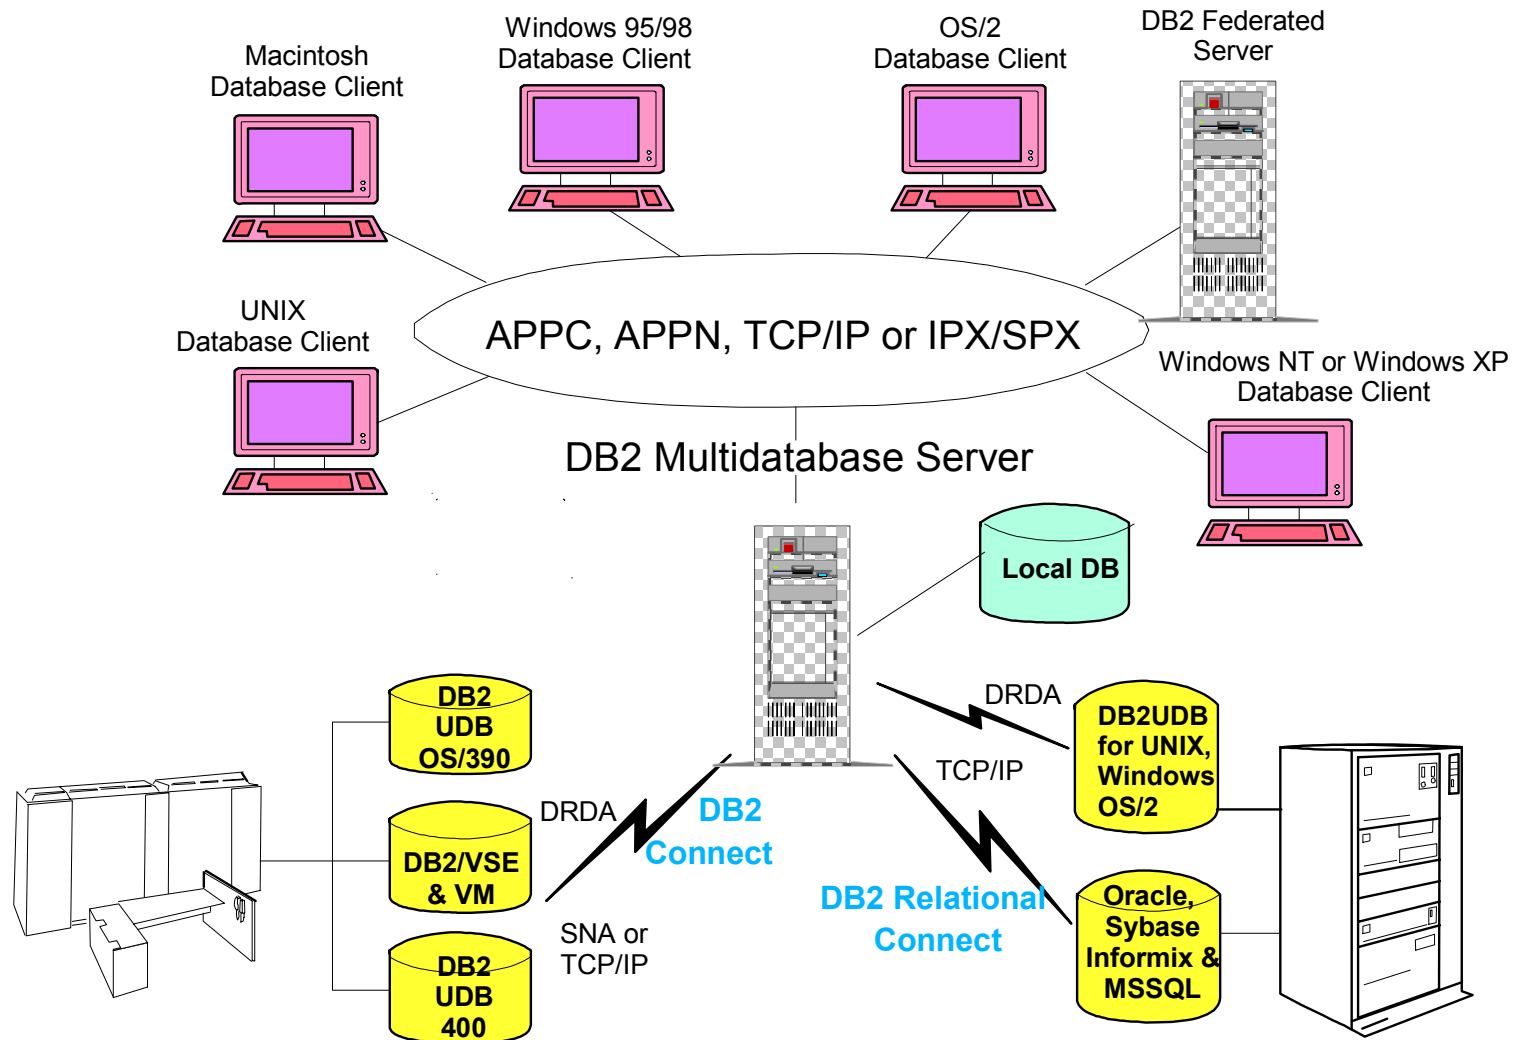 Macintosh
Database Client
Windows 95/98
Database Client
OS/2
Database Client
DB2 Federated
Server
UNIX
Database Client
APPC, APPN, TCP/IP or IPX/SPX
Windows NT or Windows XP
Database Client
DB2 Multidatabase Server
Local DB
DB2
UDB
OS/390
DB2/VSE
& VM
DB2
UDB
400
DRDA
SNA or
TCP/IP
DB2
Connect
DRDA
TCP/IP
DB2 Relational
Connect
DB2UDB
for UNIX,
Windows
OS/2
Oracle,
Sybase
Informix &
MSSQL